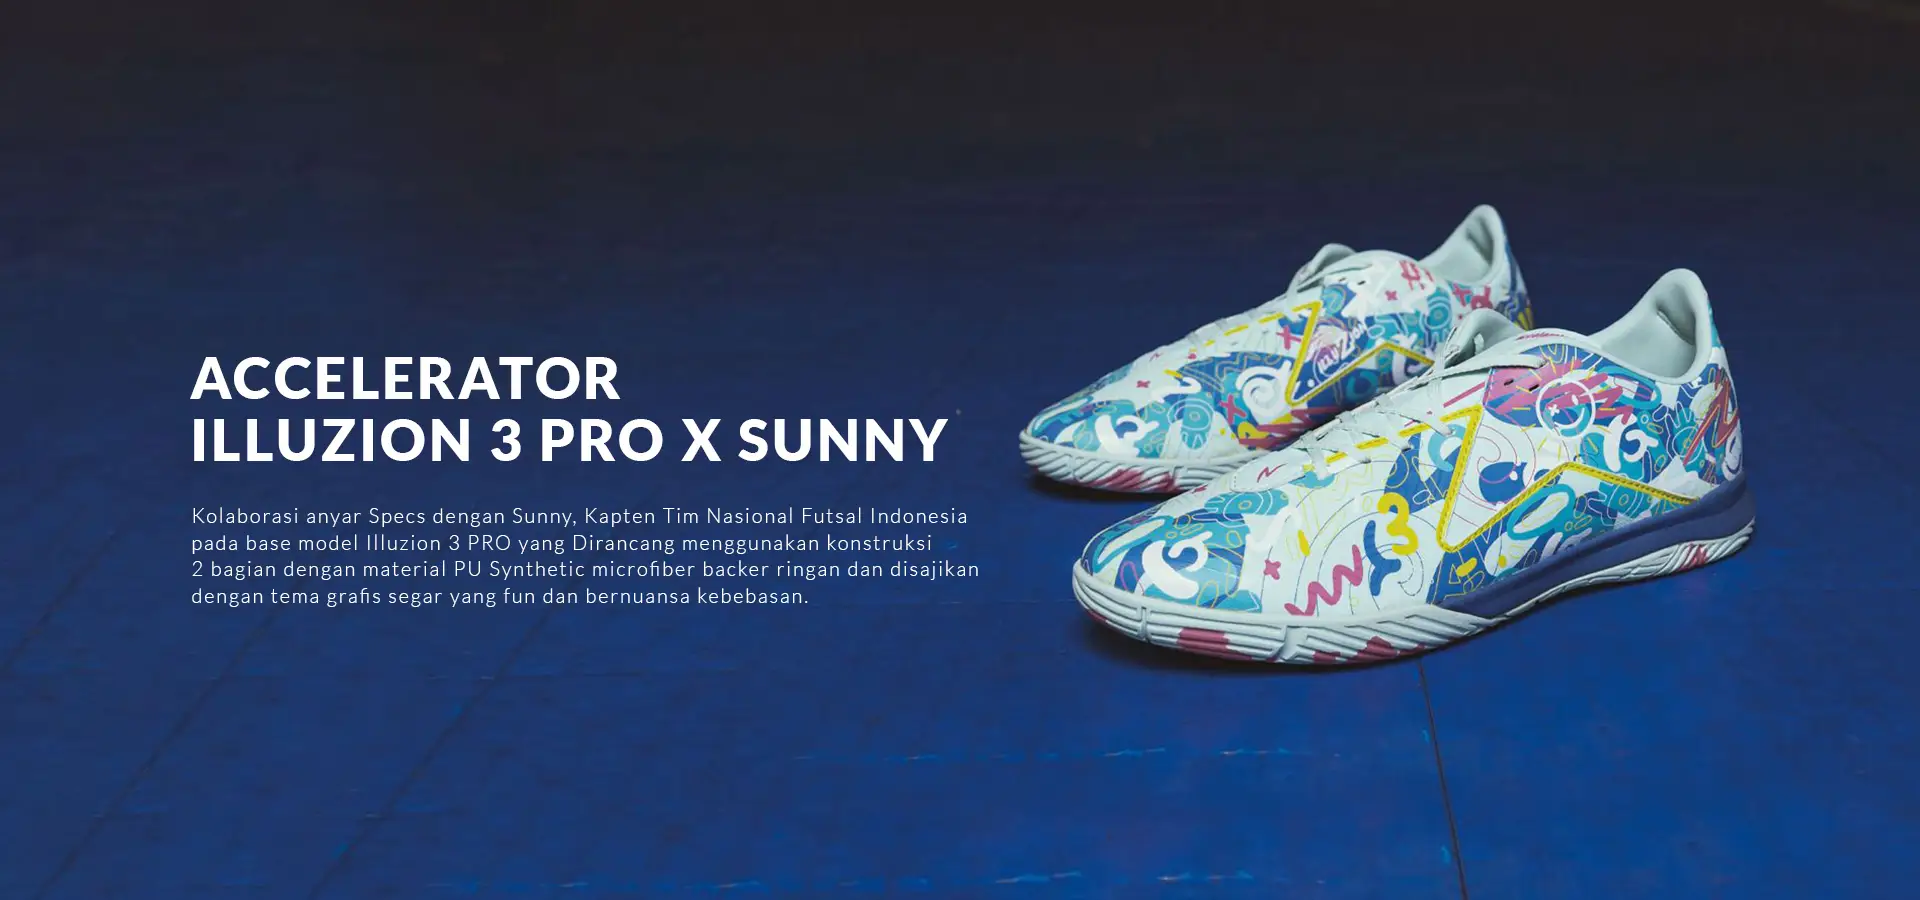 ACCELERATOR
ILLUZION 3 PRO X SUNNY
Kolaborasi anyar Specs dengan Sunny, Kapten Tim Nasional Futsal Indonesia
pada base model Illuzion 3 PRO yang Dirancang menggunakan konstruksi
2 bagian dengan material PU Synthetic microfiber backer ringan dan disajikan
dengan tema grafis segar yang fun dan bernuansa kebebasan.